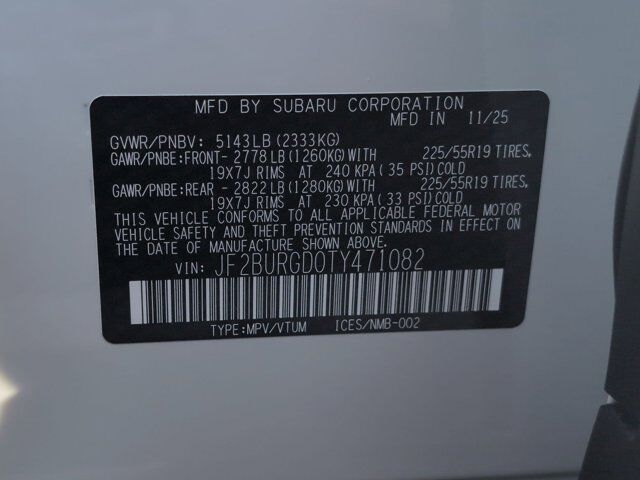 MFD BY SUBARU CORPORATION
MFD IN 11/25
GVWR/PNBV: 5143LB(2333KG)
GAWR/PNBE:FRONT- 2778LB(1260KG)WITH 225/55R19 TIRES,
19X7J RIMS AT 240 KPA(35 PSI)COLD
GAWR/PNBE:REAR - 2822LB(1280KG)WITH 225/55R19 TIRES,
19X7J RIMS AT 230 KPA(33 PSI)COLD
THIS VEHICLE CONFORMS TO ALL APPLICABLE FEDERAL MOTOR
VEHICLE SAFETY AND THEFT PREVENTION STANDARDS IN EFFECT ON
THE DATE OF MANUFACTURE SHOWN ABOVE.
VIN: JF2BURGD0TY471082
TYPE:MPV/VTUM ICES/NMB-002